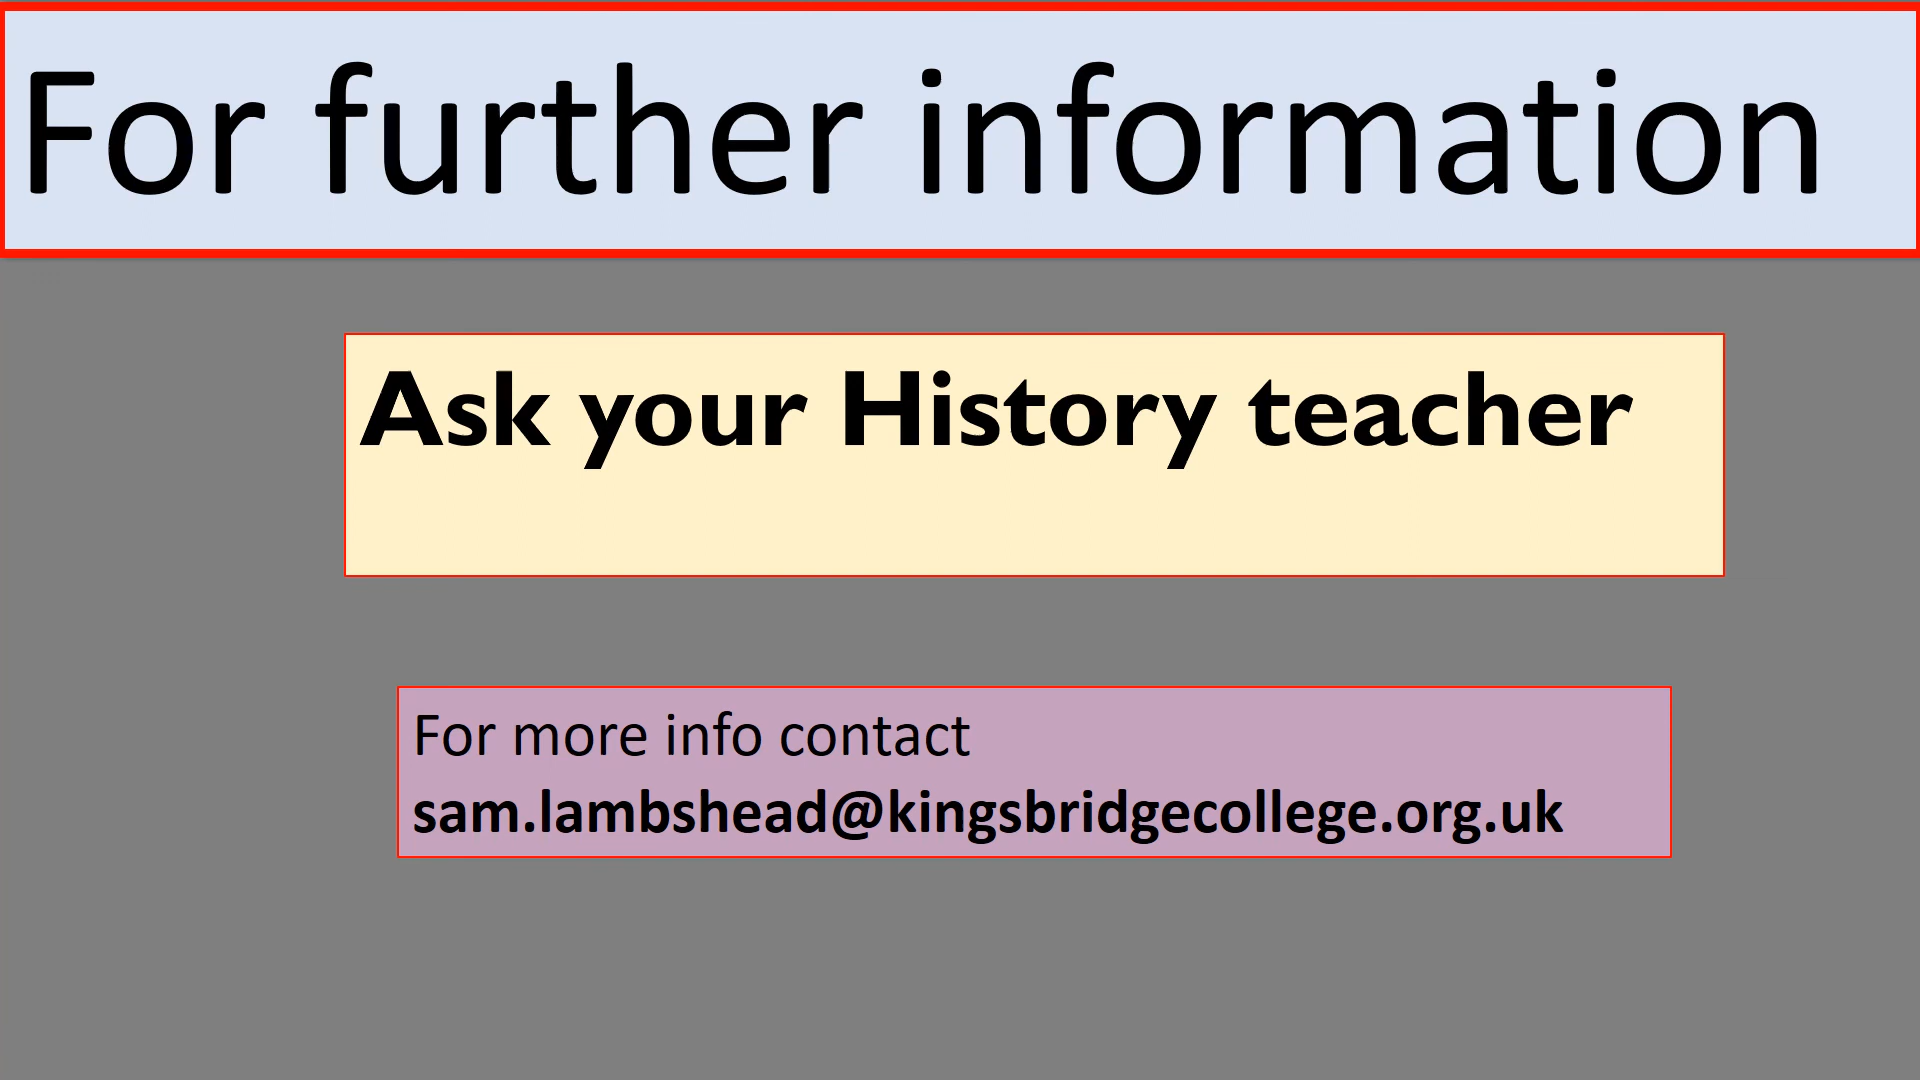 For further information
Ask your History teacher
For more info contact
sam.lambshead@kingsbridgecollege.org.uk